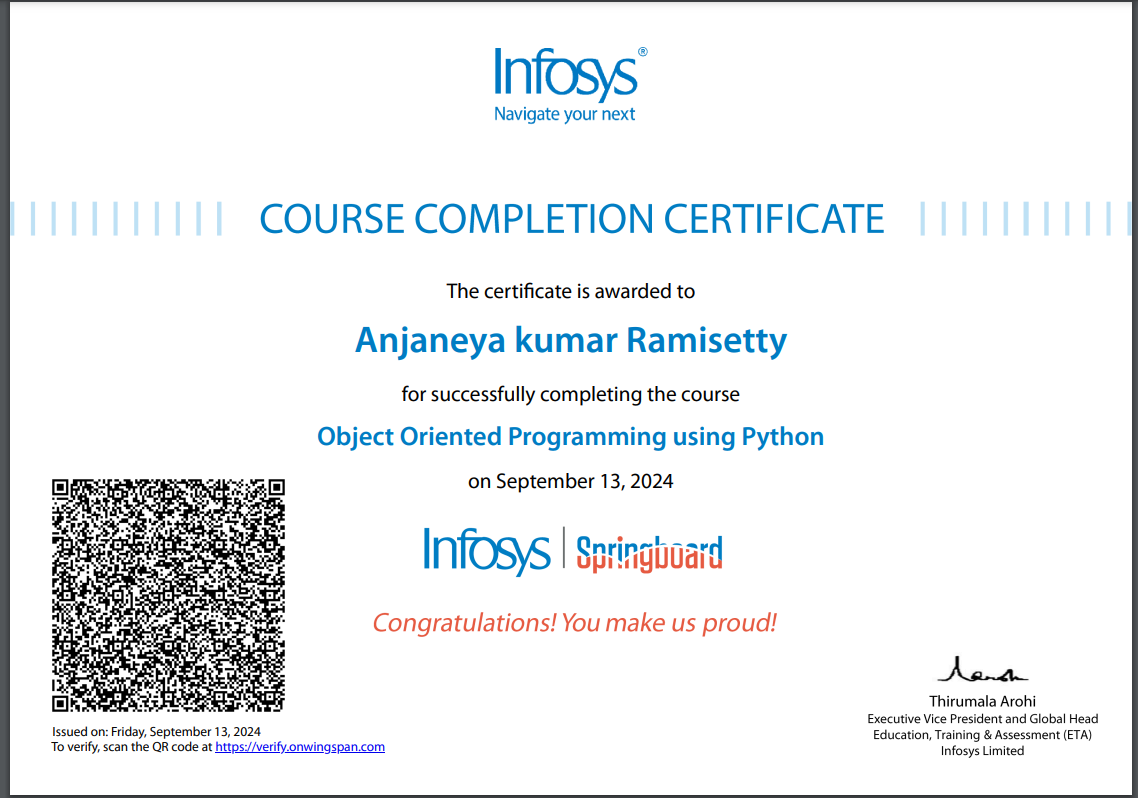 Infosys®
Navigate your next
COURSE COMPLETION CERTIFICATE
The certificate is awarded to
Anjaneya kumar Ramisetty
for successfully completing the course
Object Oriented Programming using Python
on September 13, 2024
Infosys | Springboard
Congratulations! You make us proud!
Issued on: Friday, September 13, 2024
To verify, scan the QR code at https://verify.onwingspan.com
Thirumala Arohi
Executive Vice President and Global Head
Education, Training & Assessment (ETA)
Infosys Limited